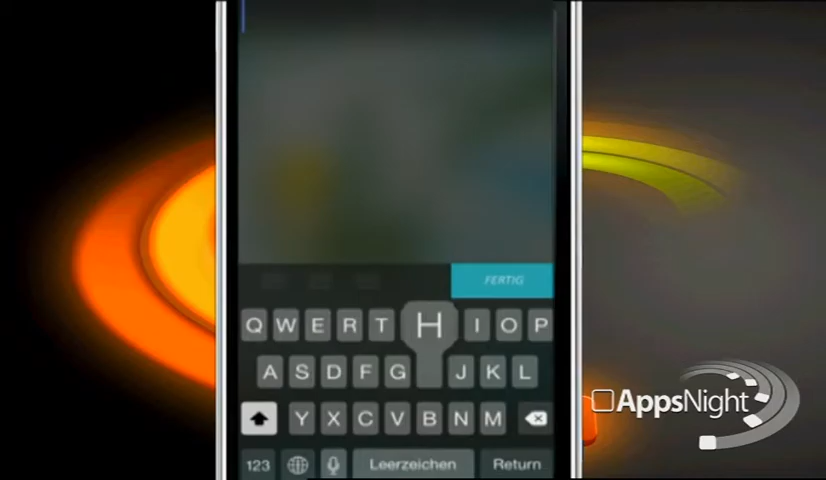 FERTIG
Q W E R T H I O P
A S D F G J K L
Y X C V B N M
123 Leerzeichen Return
AppsNight